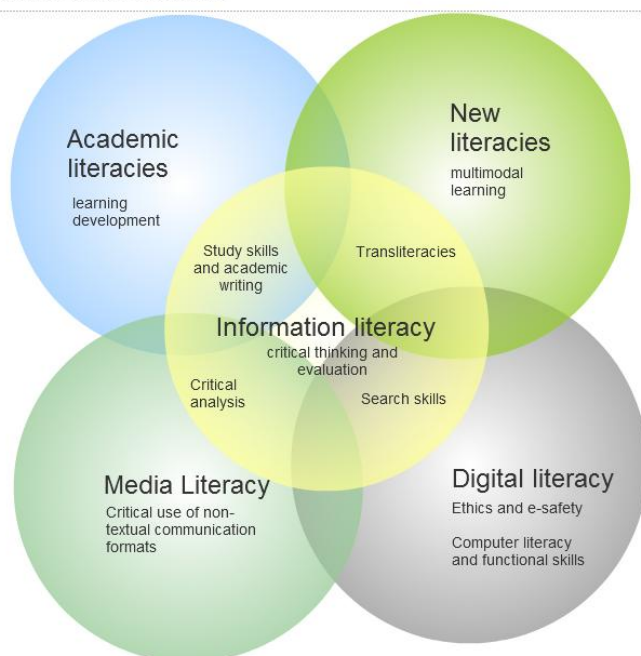 Academic
literacies
learning
development
New
literacies
multimodal
learning
Study skills
and academic
writing
Transliteracies
Information literacy
critical thinking and
evaluation
Critical
analysis
Search skills
Media Literacy
Critical use of non-
textual communication
formats
Digital literacy
Ethics and e-safety
Computer literacy
and functional skills